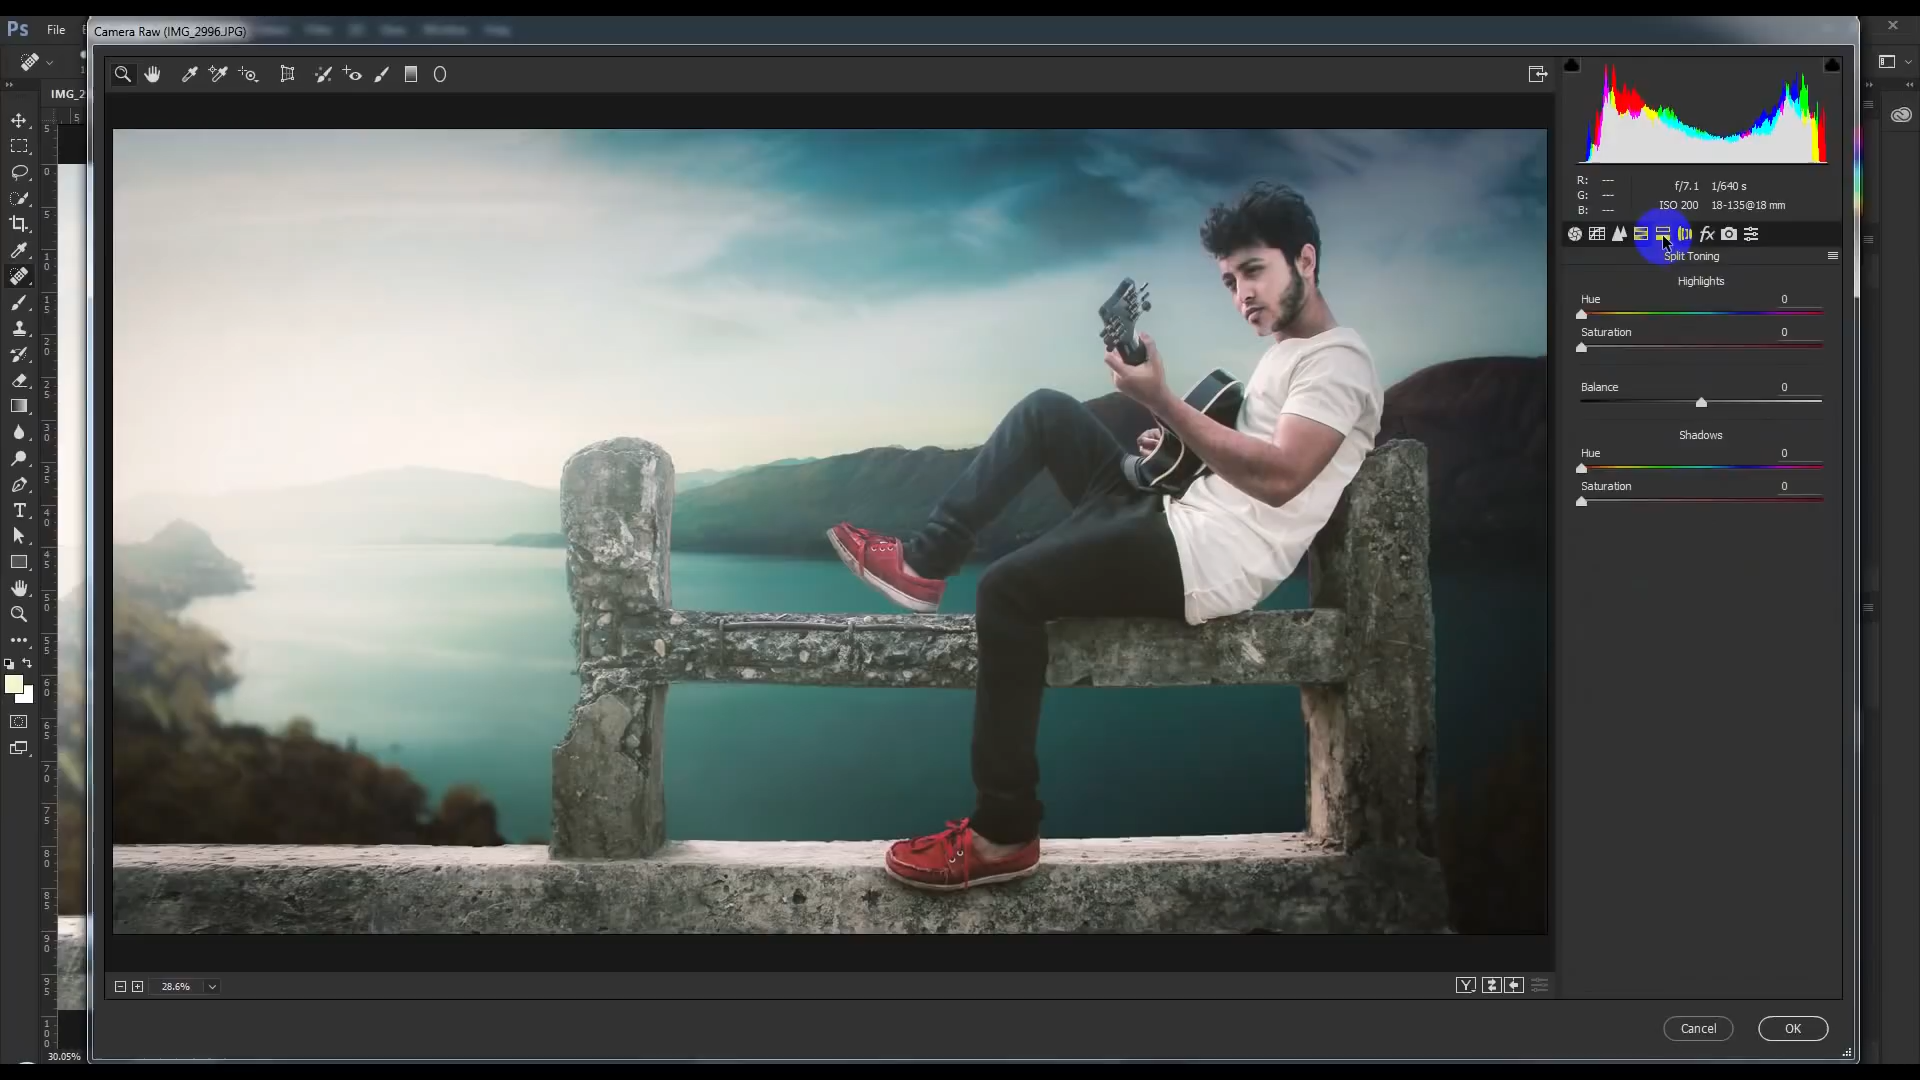 Ps File
Camera Raw (IMG_2996.JPG)
IMG_2
R: ---
G: ---
B: ---
f/7.1 1/640 s
ISO 200 18-135@18 mm
fx
Split Toning
Highlights
Hue 0
Saturation 0
Balance 0
Shadows
Hue 0
Saturation 0
T
28.6%
Y
Cancel OK
30.05%